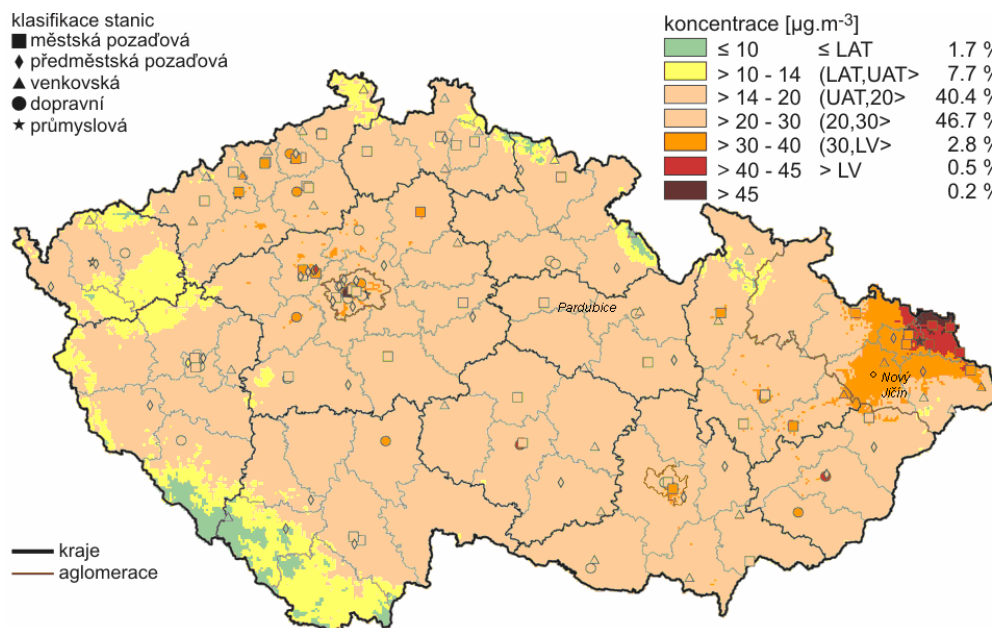 klasifikace stanic
městská pozaďová
předměstská pozaďová
venkovská
dopravní
průmyslová
koncentrace [µg.m⁻³]
≤ 10 ≤ LAT 1.7 %
> 10 - 14 (LAT,UAT> 7.7 %
> 14 - 20 (UAT,20> 40.4 %
> 20 - 30 (20,30> 46.7 %
> 30 - 40 (30,LV> 2.8 %
> 40 - 45 > LV 0.5 %
> 45 0.2 %
Pardubice
Nový
Jičín
kraje
aglomerace